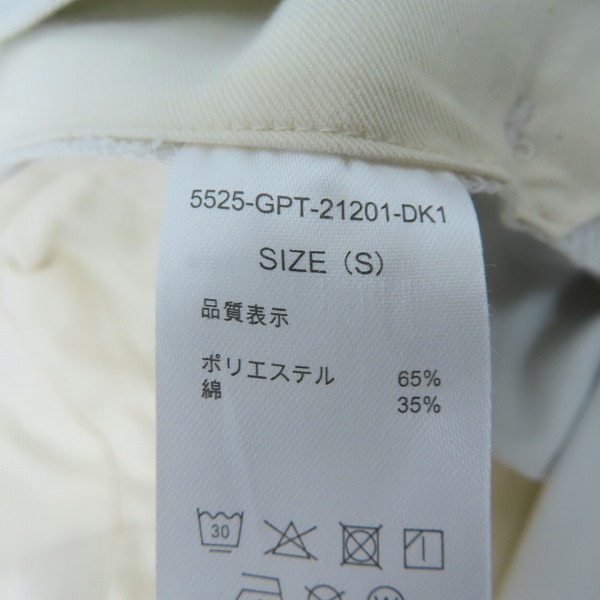 5525-GPT-21201-DK1
SIZE（S）
品質表示
ポリエステル 65%
綿 35%
30